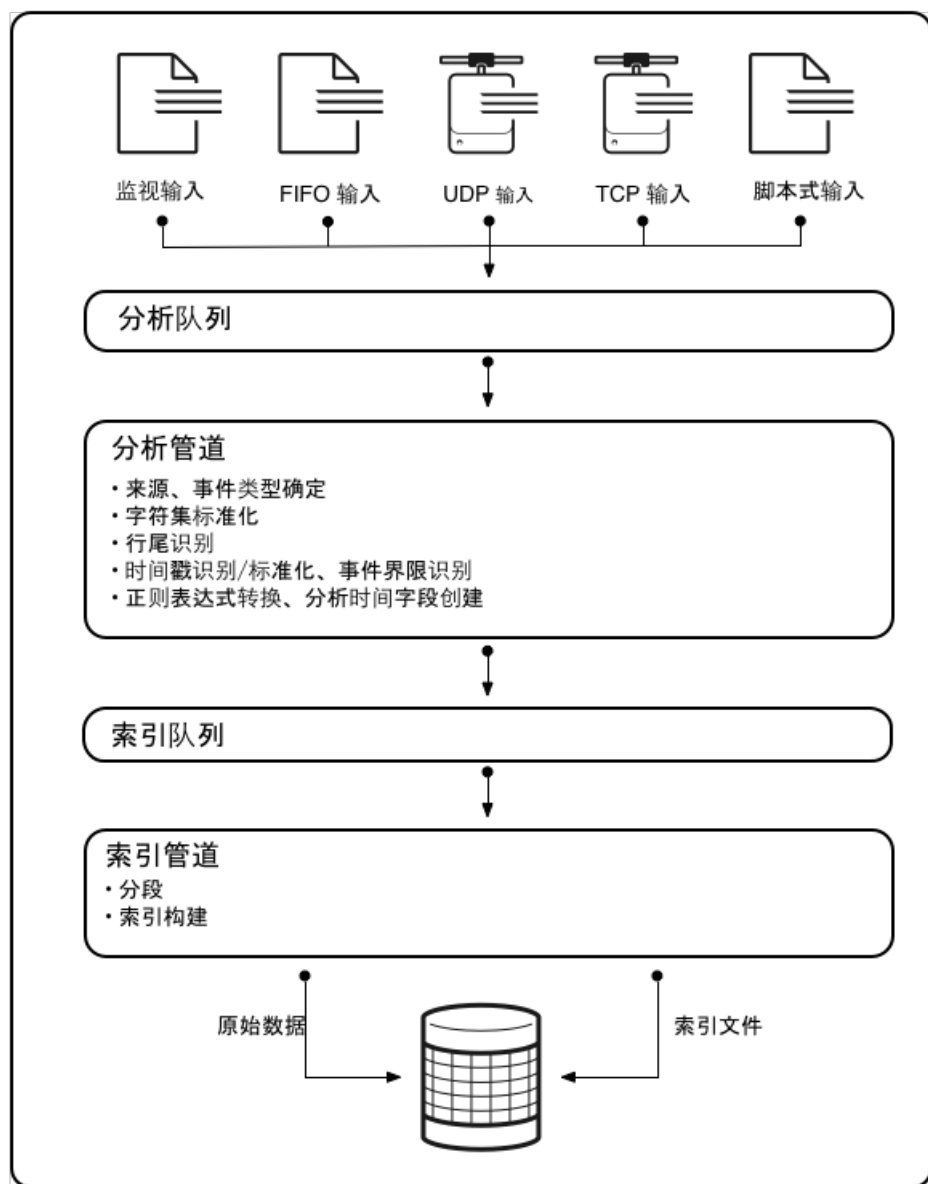 监视输入
FIFO 输入
UDP 输入
TCP 输入
脚本式输入
分析队列
分析管道
• 来源、事件类型确定
• 字符集标准化
• 行尾识别
• 时间戳识别/标准化、事件界限识别
• 正则表达式转换、分析时间字段创建
索引队列
索引管道
• 分段
• 索引构建
原始数据
索引文件